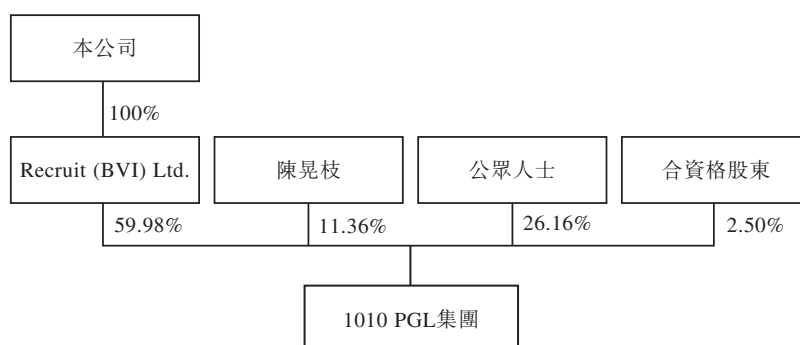 本公司
100%
Recruit (BVI) Ltd.
陳晃枝
公眾人士
合資格股東
59.98%
11.36%
26.16%
2.50%
1010 PGL集團